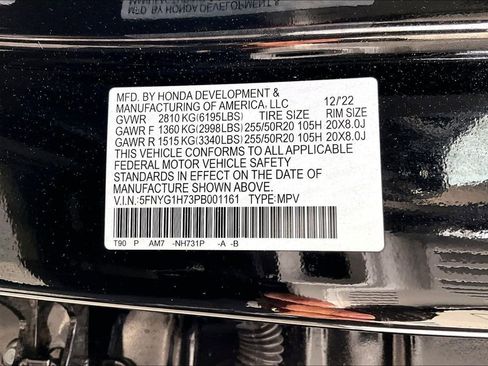 MFD. BY HONDA DEVELOPMENT &
MANUFACTURING OF AMERICA, LLC 12/'22
GVWR 2810 KG(6195LBS) TIRE SIZE RIM SIZE
GAWR F 1360 KG(2998LBS) 255/50R20 105H 20X8.0J
GAWR R 1515 KG(3340LBS) 255/50R20 105H 20X8.0J
THIS VEHICLE CONFORMS TO ALL APPLICABLE
FEDERAL MOTOR VEHICLE SAFETY
STANDARDS IN EFFECT ON THE DATE OF
MANUFACTURE SHOWN ABOVE.
V.I.N.: 5FNYG1H73PB001161 TYPE: MPV
T90 P AM7 -NH731P -A -B